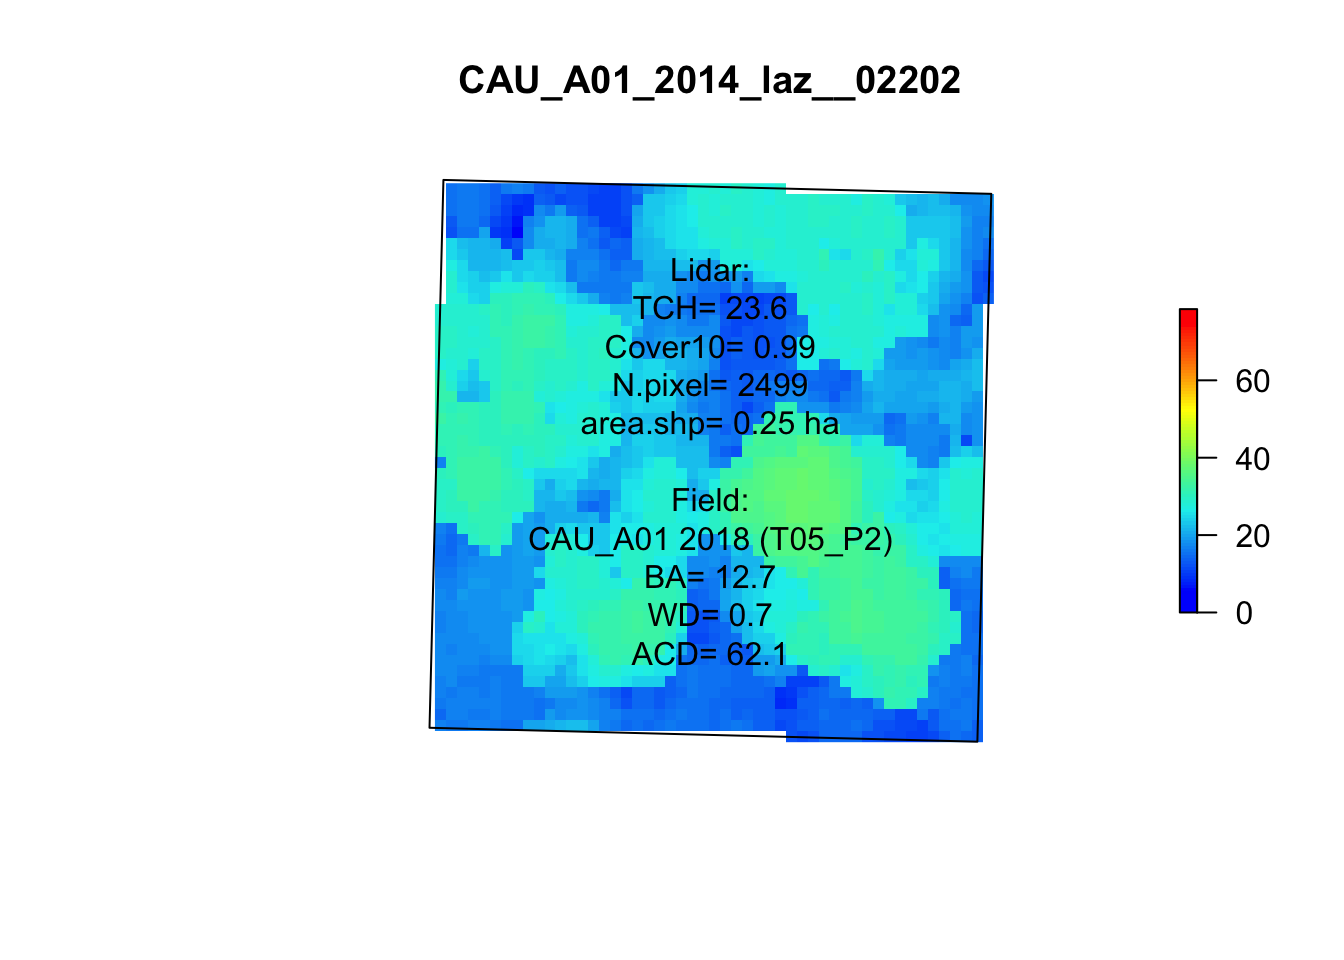 CAU_A01_2014_laz__02202
Lidar:
TCH= 23.6
Cover10= 0.99
N.pixel= 2499
area.shp= 0.25 ha
Field:
CAU_A01 2018 (T05_P2)
BA= 12.7
WD= 0.7
ACD= 62.1
60
40
20
0